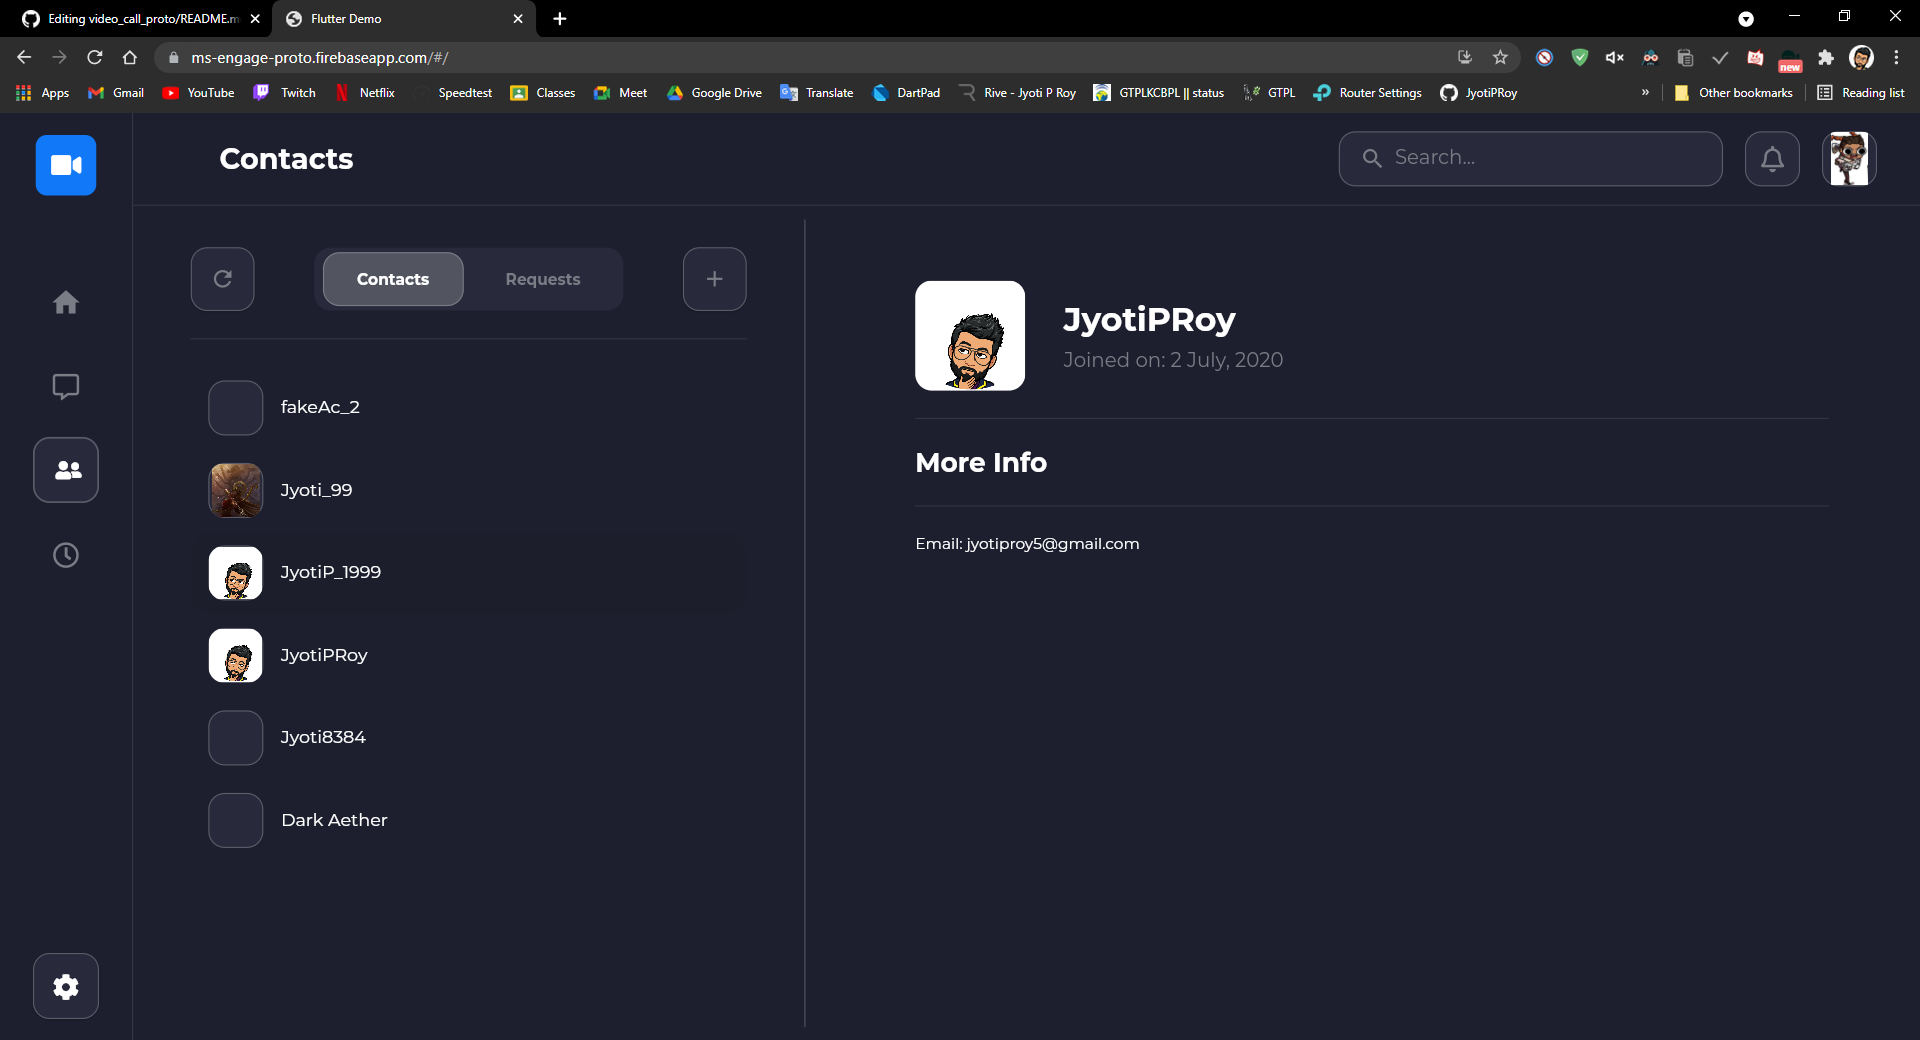 Editing video_call_proto/README.m
Flutter Demo
ms-engage-proto.firebaseapp.com/#/
new
Apps Gmail YouTube Twitch Netflix Speedtest Classes Meet Google Drive Translate DartPad Rive - Jyoti P Roy GTPLKCBPL || status GTPL Router Settings JyotiPRoy » Other bookmarks Reading list
Contacts
Search...
Contacts Requests
fakeAc_2
Jyoti_99
JyotiP_1999
JyotiPRoy
Jyoti8384
Dark Aether
JyotiPRoy
Joined on: 2 July, 2020
More Info
Email: jyotiproy5@gmail.com